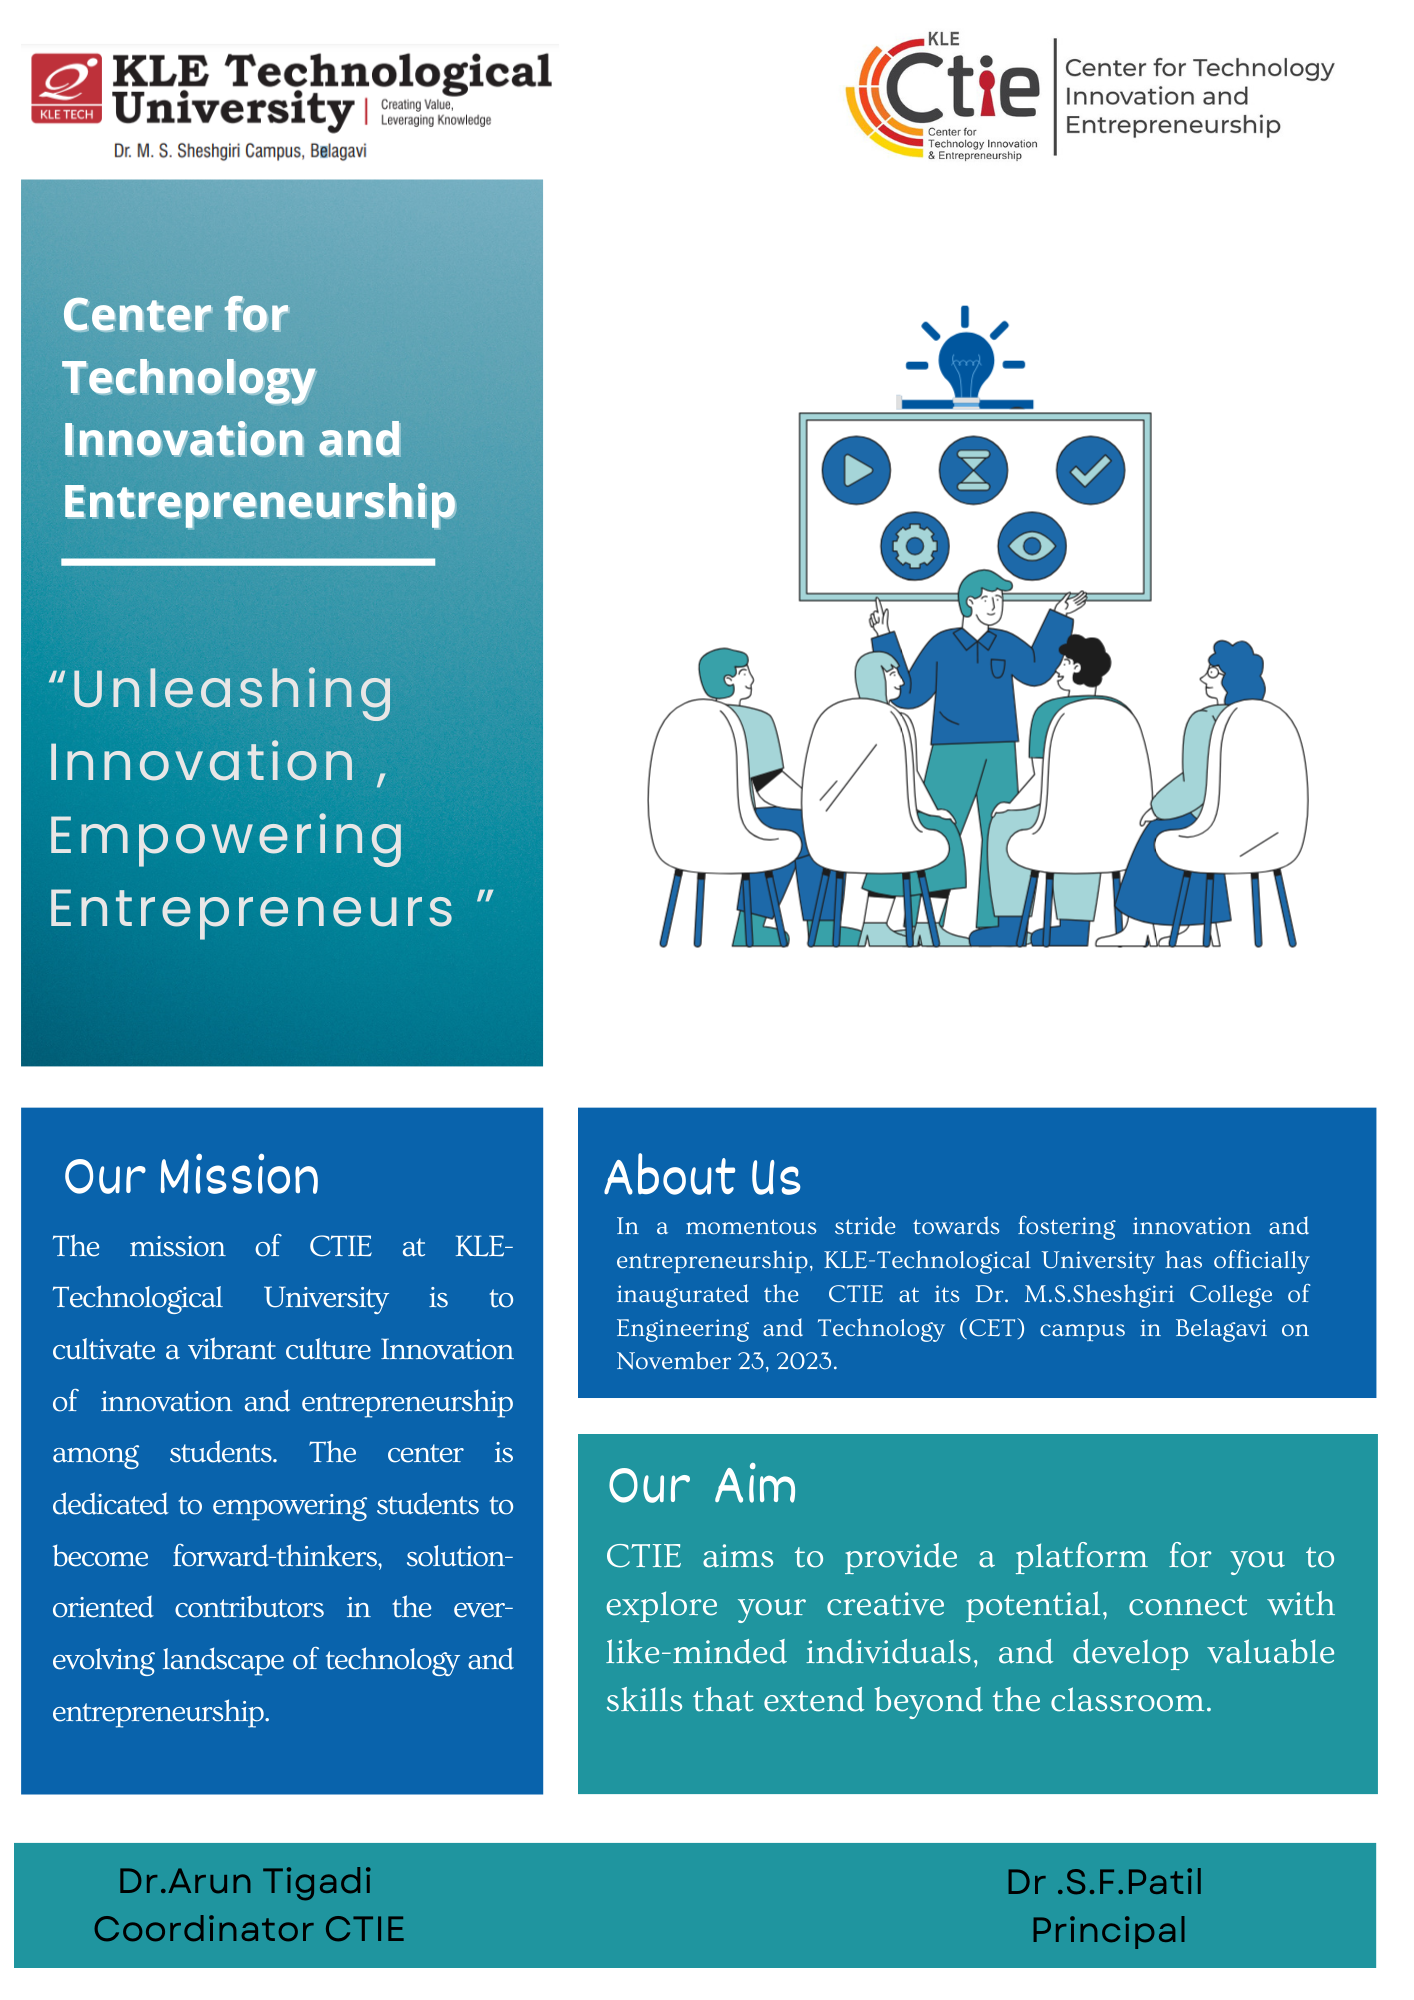 KLE Technological
University
Creating Value,
Leveraging Knowledge
KLE TECH
Dr. M. S. Sheshgiri Campus, Belagavi
KLE
Ctie
Center for
Technology Innovation
& Entrepreneurship
Center for Technology
Innovation and
Entrepreneurship
Center for
Technology
Innovation and
Entrepreneurship
“Unleashing
Innovation ,
Empowering
Entrepreneurs ”
Our Mission
The mission of CTIE at KLE-
Technological University is to
cultivate a vibrant culture Innovation
of innovation and entrepreneurship
among students. The center is
dedicated to empowering students to
become forward-thinkers, solution-
oriented contributors in the ever-
evolving landscape of technology and
entrepreneurship.
About Us
In a momentous stride towards fostering innovation and
entrepreneurship, KLE-Technological University has officially
inaugurated the CTIE at its Dr. M.S.Sheshgiri College of
Engineering and Technology (CET) campus in Belagavi on
November 23, 2023.
Our Aim
CTIE aims to provide a platform for you to
explore your creative potential, connect with
like-minded individuals, and develop valuable
skills that extend beyond the classroom.
Dr.Arun Tigadi
Coordinator CTIE
Dr .S.F.Patil
Principal